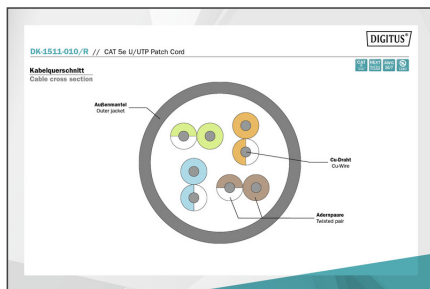 DIGITUS®
DK-1511-010/R // CAT 5e U/UTP Patch Cord
Kabelquerschnitt
Cable cross section
Außenmantel
Outer jacket
Cu-Draht
Cu-Wire
Adernpaare
Twisted pair